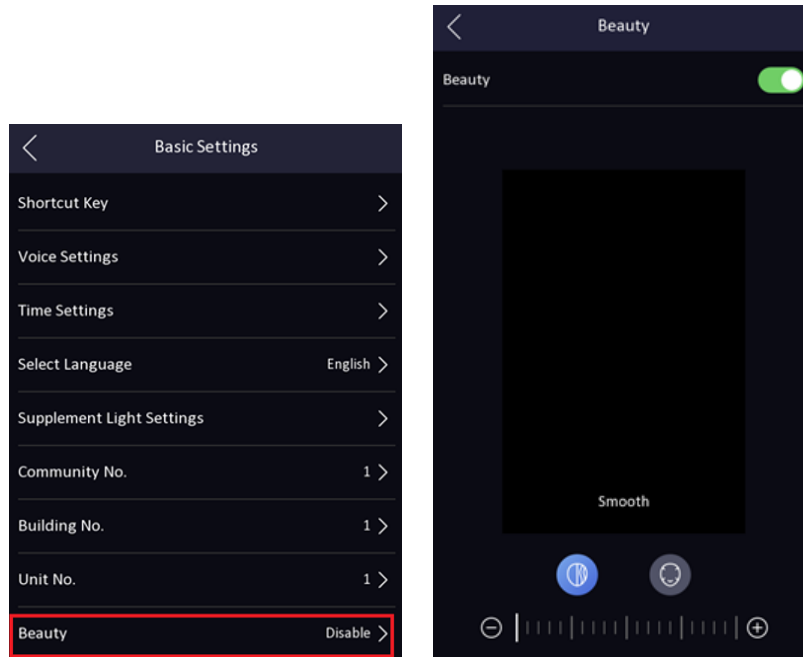 Basic Settings
Shortcut Key
Voice Settings
Time Settings
Select Language English
Supplement Light Settings
Community No. 1
Building No. 1
Unit No. 1
Beauty Disable
Beauty
Beauty
Smooth